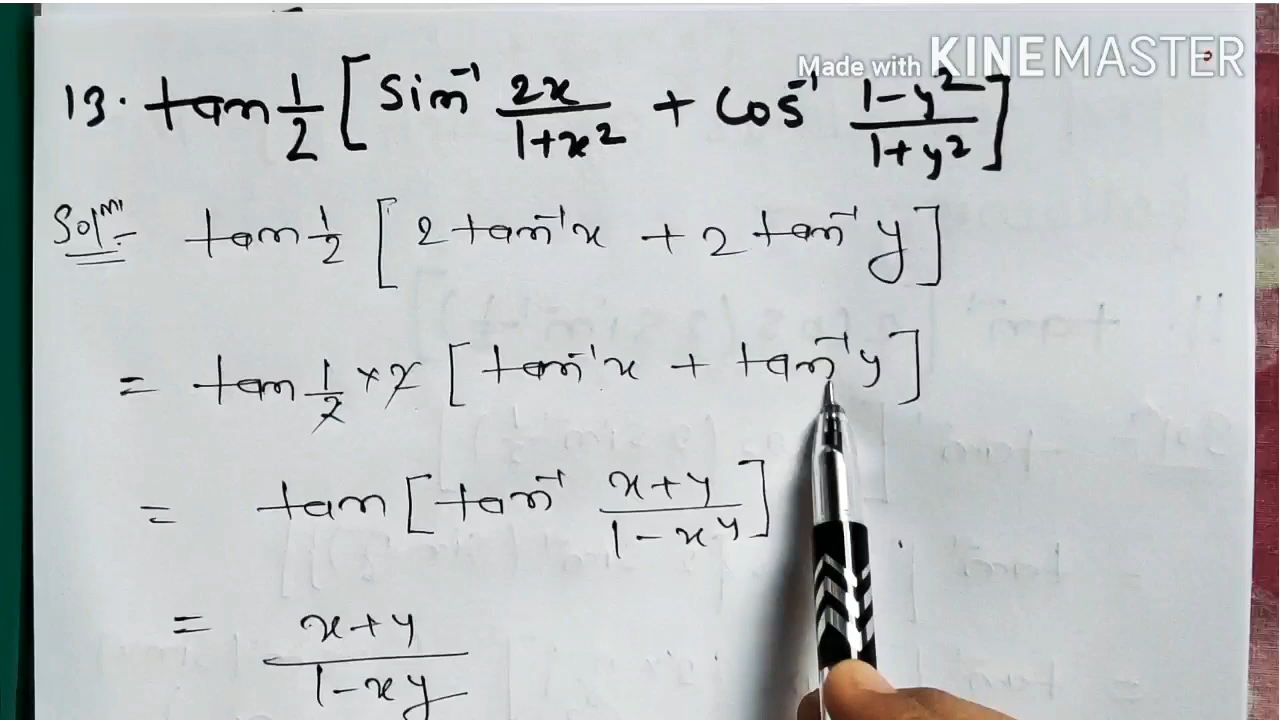 Made with KINEMASTER
13. tan 1/2 [sin⁻¹ 2x/1+x² + cos⁻¹ 1-y²/1+y²]
Solⁿ:- tan 1/2 [2 tan⁻¹x + 2 tan⁻¹y]
= tan 1/2 × 2 [tan⁻¹x + tan⁻¹y]
= tan [tan⁻¹ x+y/1-xy]
= x+y/1-xy